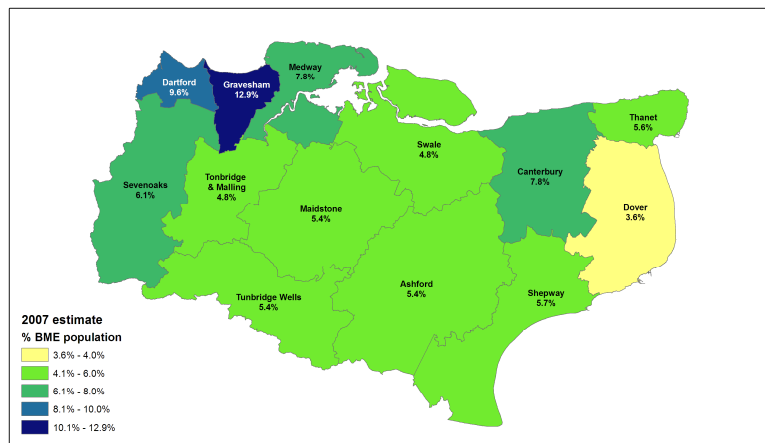 Medway
7.8%
Dartford
9.6%
Gravesham
12.9%
Thanet
5.6%
Swale
4.8%
Canterbury
7.8%
Sevenoaks
6.1%
Tonbridge
& Malling
4.8%
Maidstone
5.4%
Dover
3.6%
Ashford
5.4%
Shepway
5.7%
Tunbridge Wells
5.4%
2007 estimate
% BME population
3.6% - 4.0%
4.1% - 6.0%
6.1% - 8.0%
8.1% - 10.0%
10.1% - 12.9%